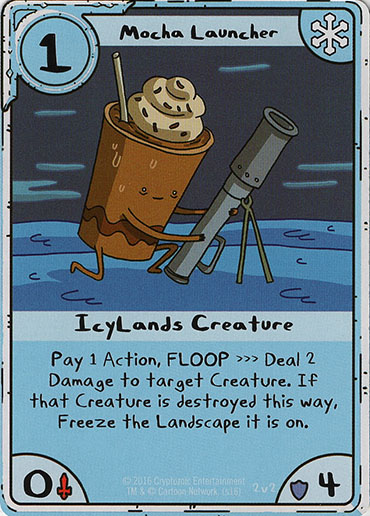 1
Mocha Launcher
IcyLands Creature
Pay 1 Action, FLOOP >>> Deal 2
Damage to target Creature. If
that Creature is destroyed this way,
Freeze the Landscape it is on.
© 2016 Cryptozoic Entertainment
TM & © Cartoon Network. (s16)
2v2
0
4